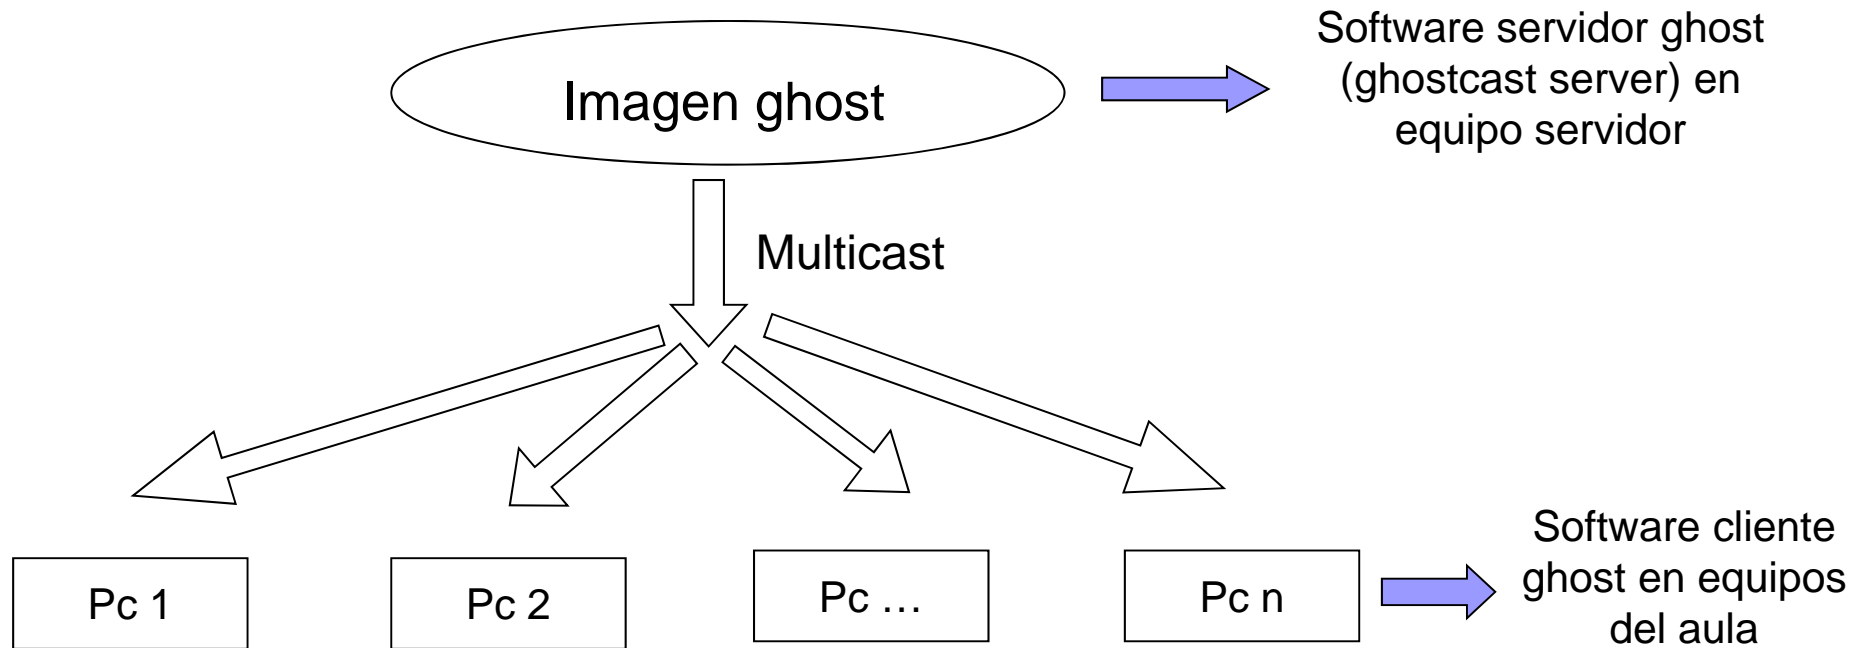 Software servidor ghost
(ghostcast server) en
equipo servidor
Imagen ghost
Multicast
Pc 1
Pc 2
Pc …
Pc n
Software cliente
ghost en equipos
del aula